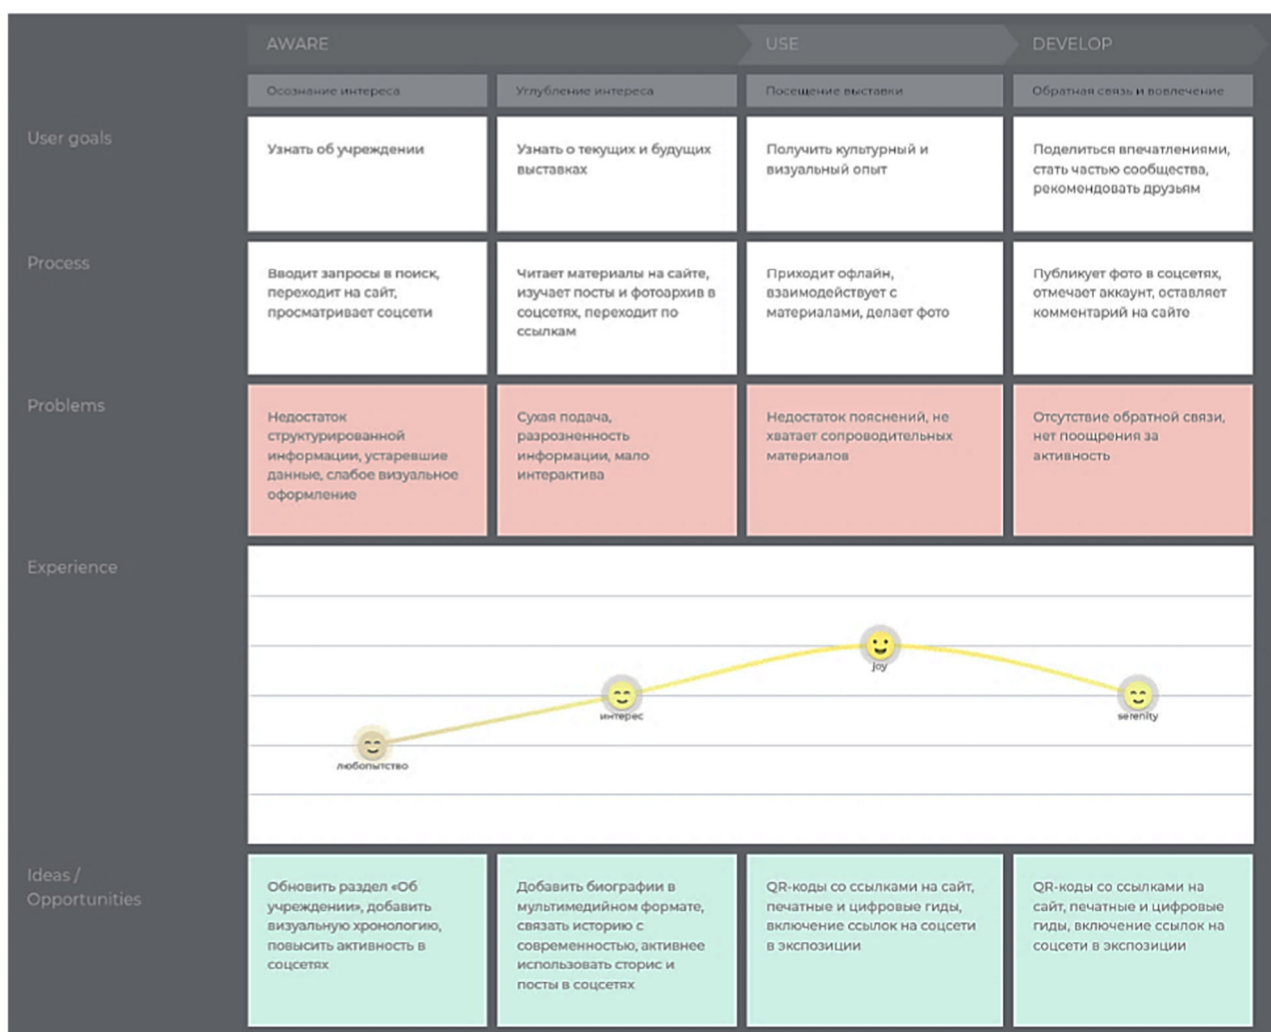 AWARE
USE
DEVELOP
Осознание интереса
Углубление интереса
Посещение выставки
Обратная связь и вовлечение
User goals
Узнать об учреждении
Узнать о текущих и будущих
выставках
Получить культурный и
визуальный опыт
Поделиться впечатлениями,
стать частью сообщества,
рекомендовать друзьям
Process
Вводит запросы в поиск,
переходит на сайт,
просматривает соцсети
Читает материалы на сайте,
изучает посты и фотоархив в
соцсетях, переходит по
ссылкам
Приходит офлайн,
взаимодействует с
материалами, делает фото
Публикует фото в соцсетях,
отмечает аккаунт, оставляет
комментарий на сайте
Problems
Недостаток
структурированной
информации, устаревшие
данные, слабое визуальное
оформление
Сухая подача,
разрозненность
информации, мало
интерактива
Недостаток пояснений, не
хватает сопроводительных
материалов
Отсутствие обратной связи,
нет поощрения за
активность
Experience
любопытство
интерес
joy
serenity
Ideas /
Opportunities
Обновить раздел «Об
учреждении», добавить
визуальную хронологию,
повысить активность в
соцсетях
Добавить биографии в
мультимедийном формате,
связать историю с
современностью, активнее
использовать сторис и
посты в соцсетях
QR-коды со ссылками на сайт,
печатные и цифровые гиды,
включение ссылок на соцсети
в экспозиции
QR-коды со ссылками на
сайт, печатные и цифровые
гиды, включение ссылок на
соцсети в экспозиции